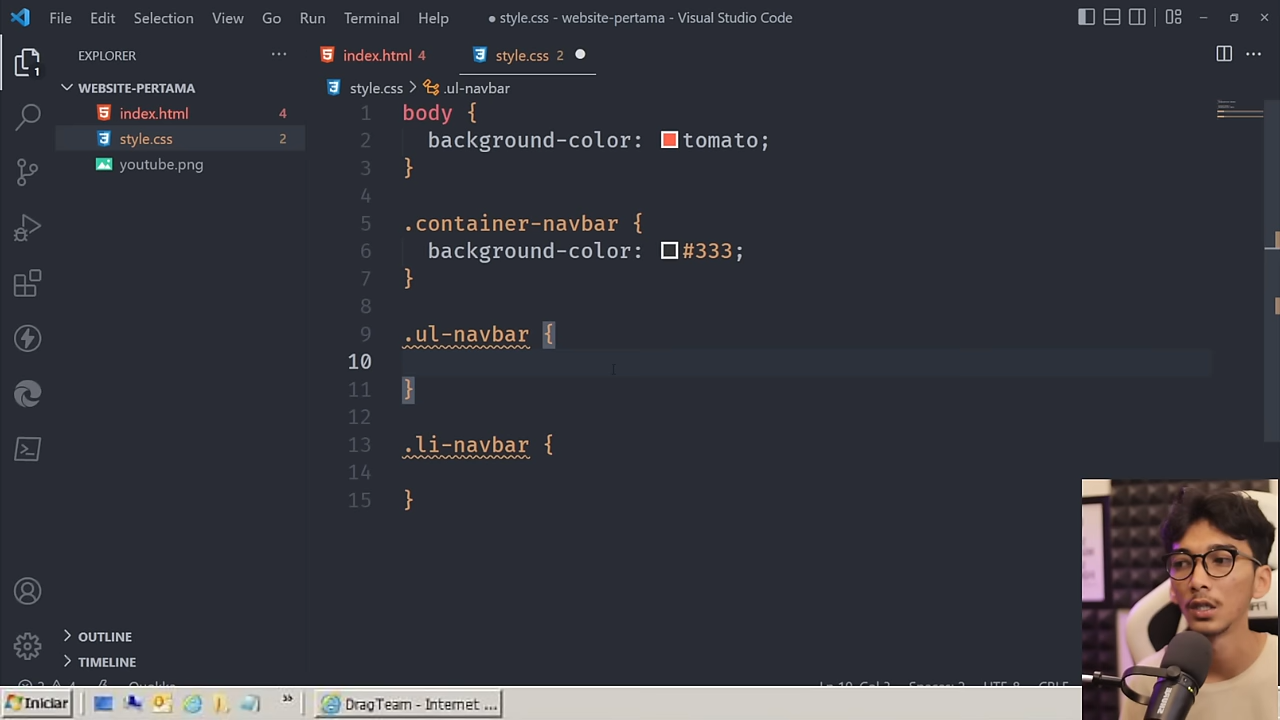 File Edit Selection View Go Run Terminal Help
● style.css - website-pertama - Visual Studio Code
EXPLORER
index.html 4
style.css 2
WEBSITE-PERTAMA
index.html 4
style.css 2
youtube.png
style.css > .ul-navbar
1 body {
2 background-color: tomato;
3 }
4
5 .container-navbar {
6 background-color: #333;
7 }
8
9 .ul-navbar {
10
11 }
12
13 .li-navbar {
14
15 }
OUTLINE
TIMELINE
Iniciar
DragTeam - Internet ...